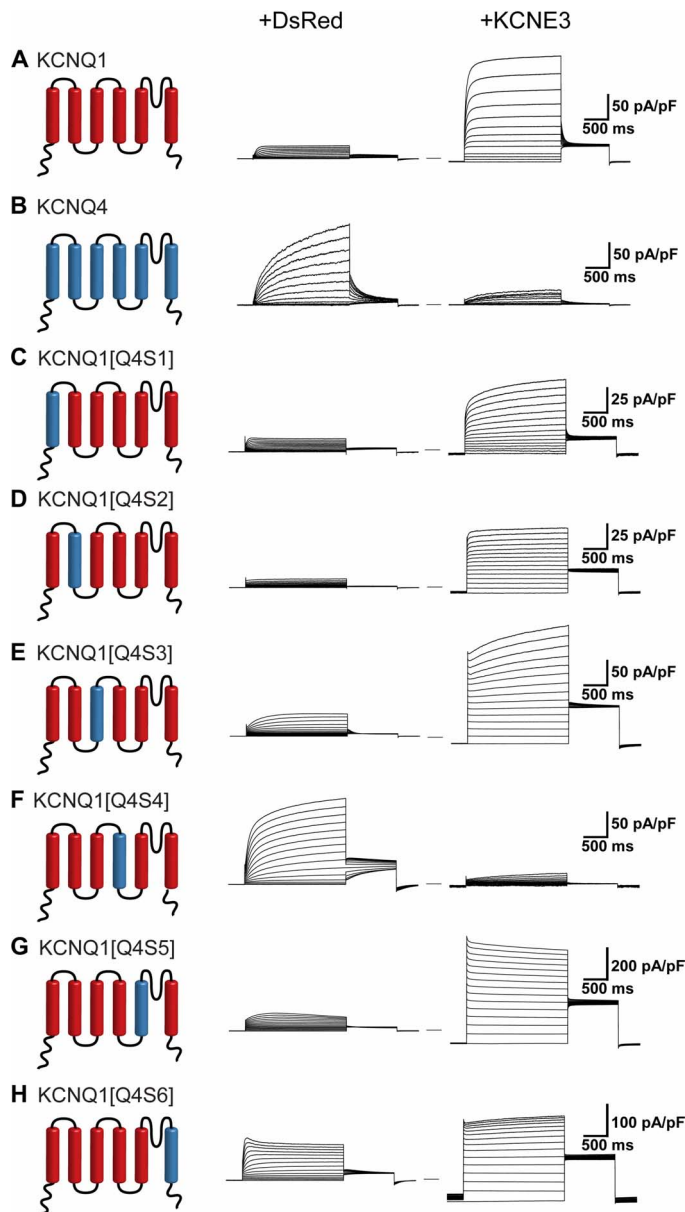 +DsRed +KCNE3
A KCNQ1
50 pA/pF
500 ms
B KCNQ4
50 pA/pF
500 ms
C KCNQ1[Q4S1]
25 pA/pF
500 ms
D KCNQ1[Q4S2]
25 pA/pF
500 ms
E KCNQ1[Q4S3]
50 pA/pF
500 ms
F KCNQ1[Q4S4]
50 pA/pF
500 ms
G KCNQ1[Q4S5]
200 pA/pF
500 ms
H KCNQ1[Q4S6]
100 pA/pF
500 ms